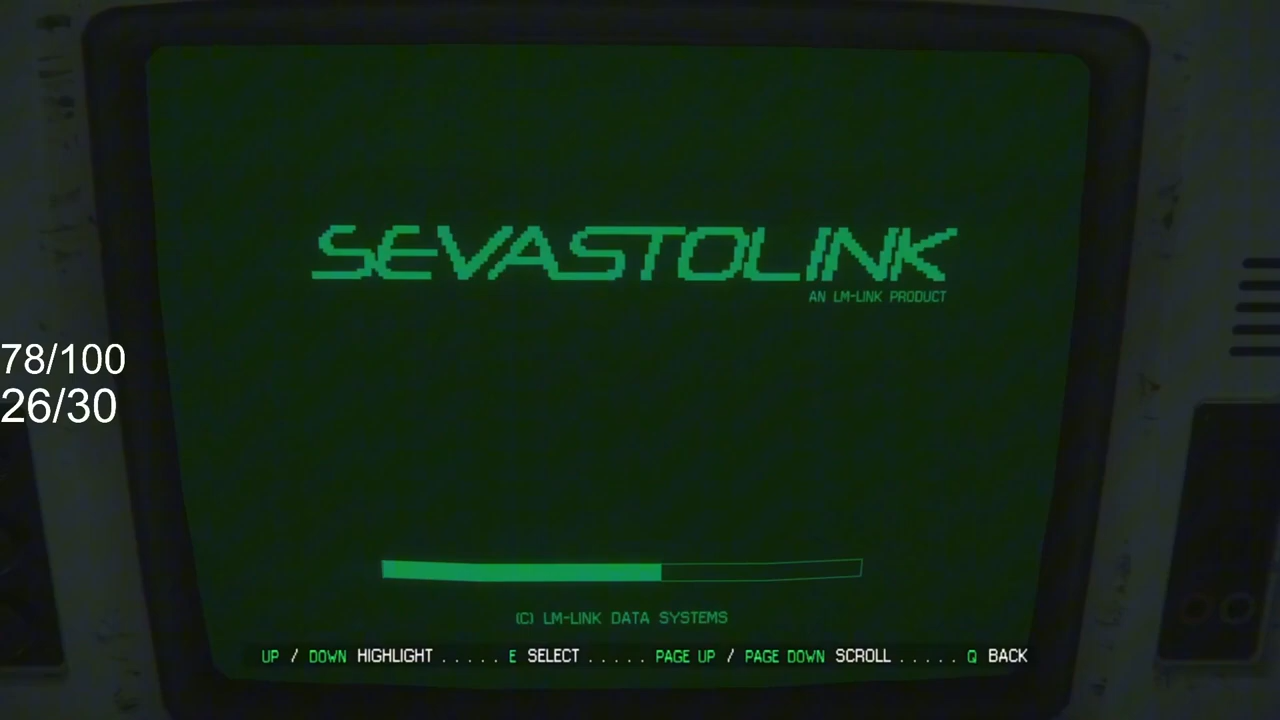 SEVASTOLINK
AN LM-LINK PRODUCT
78/100
26/30
(C) LM-LINK DATA SYSTEMS
UP / DOWN HIGHLIGHT ..... E SELECT ..... PAGE UP / PAGE DOWN SCROLL ..... Q BACK